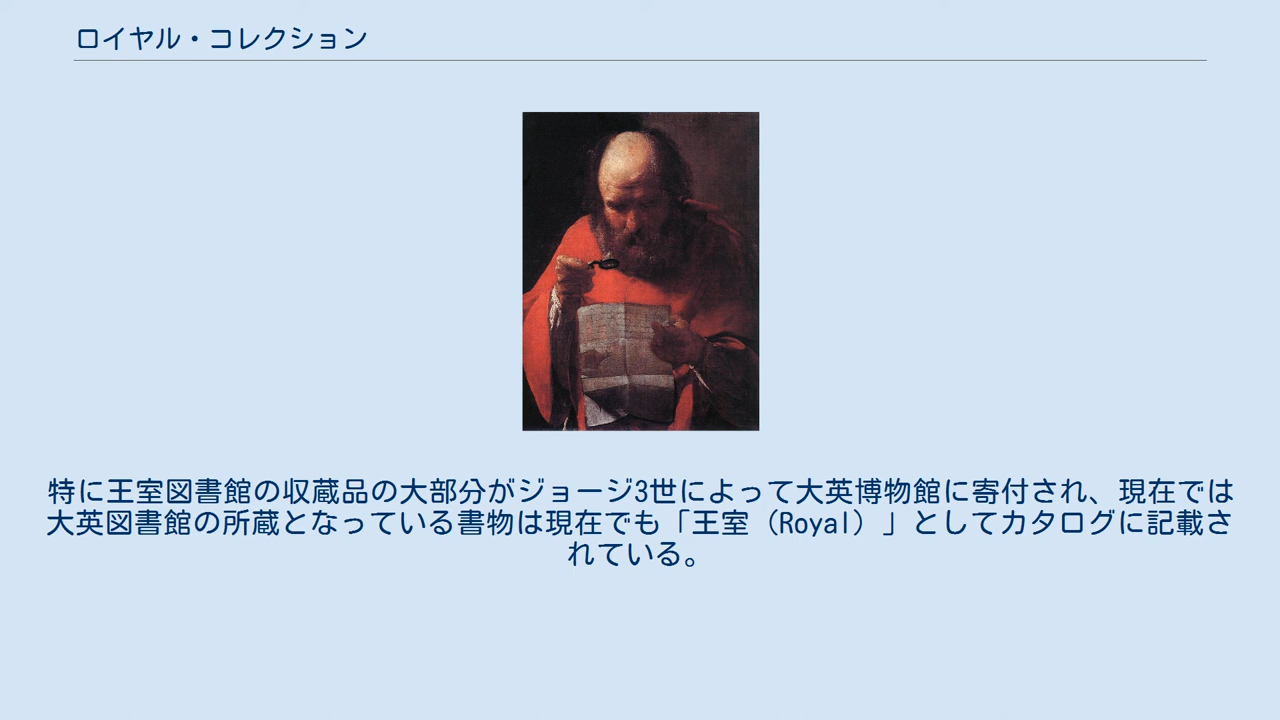 ロイヤル・コレクション
特に王室図書館の収蔵品の大部分がジョージ3世によって大英博物館に寄付され、現在では
大英図書館の所蔵となっている書物は現在でも「王室（Royal）」としてカタログに記載さ
れている。